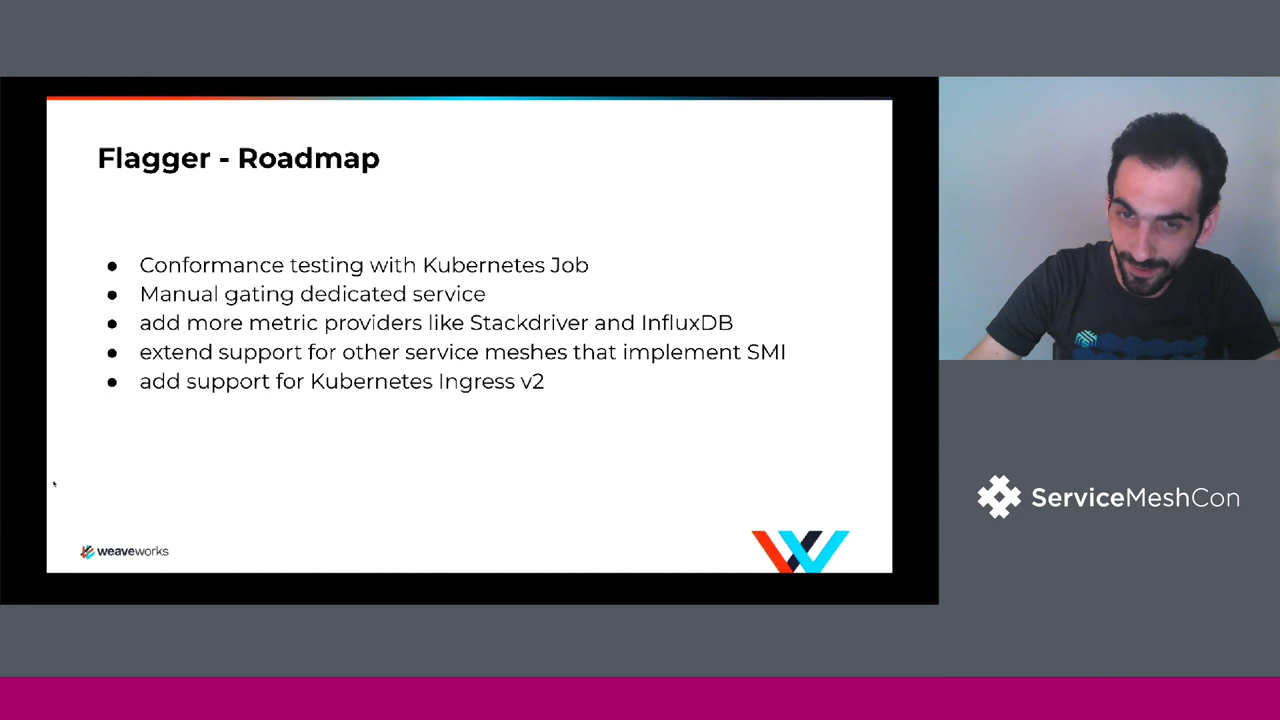 Flagger - Roadmap
● Conformance testing with Kubernetes Job
● Manual gating dedicated service
● add more metric providers like Stackdriver and InfluxDB
● extend support for other service meshes that implement SMI
● add support for Kubernetes Ingress v2
weaveworks
ServiceMeshCon